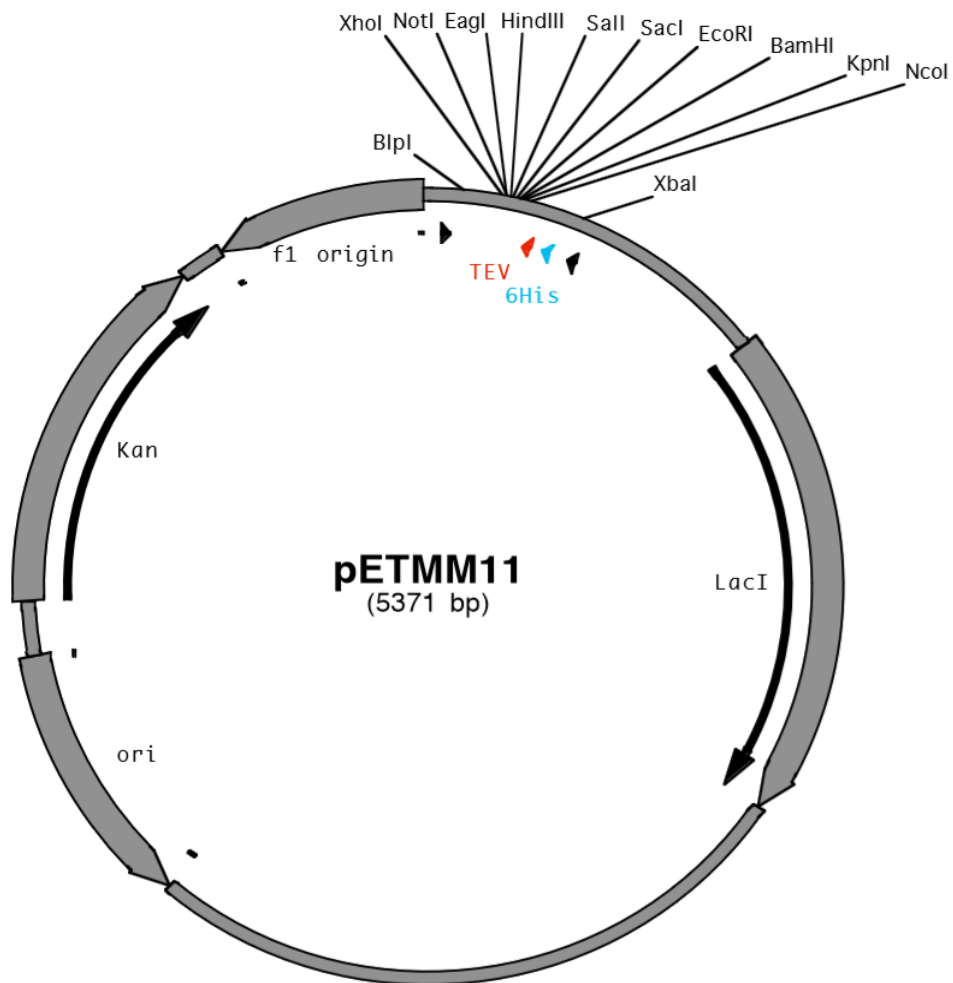 XhoI NotI EagI HindIII SalI SacI EcoRI BamHI KpnI NcoI
BlpI
XbaI
f1 origin
TEV
6His
Kan
pETMM11
(5371 bp)
LacI
ori